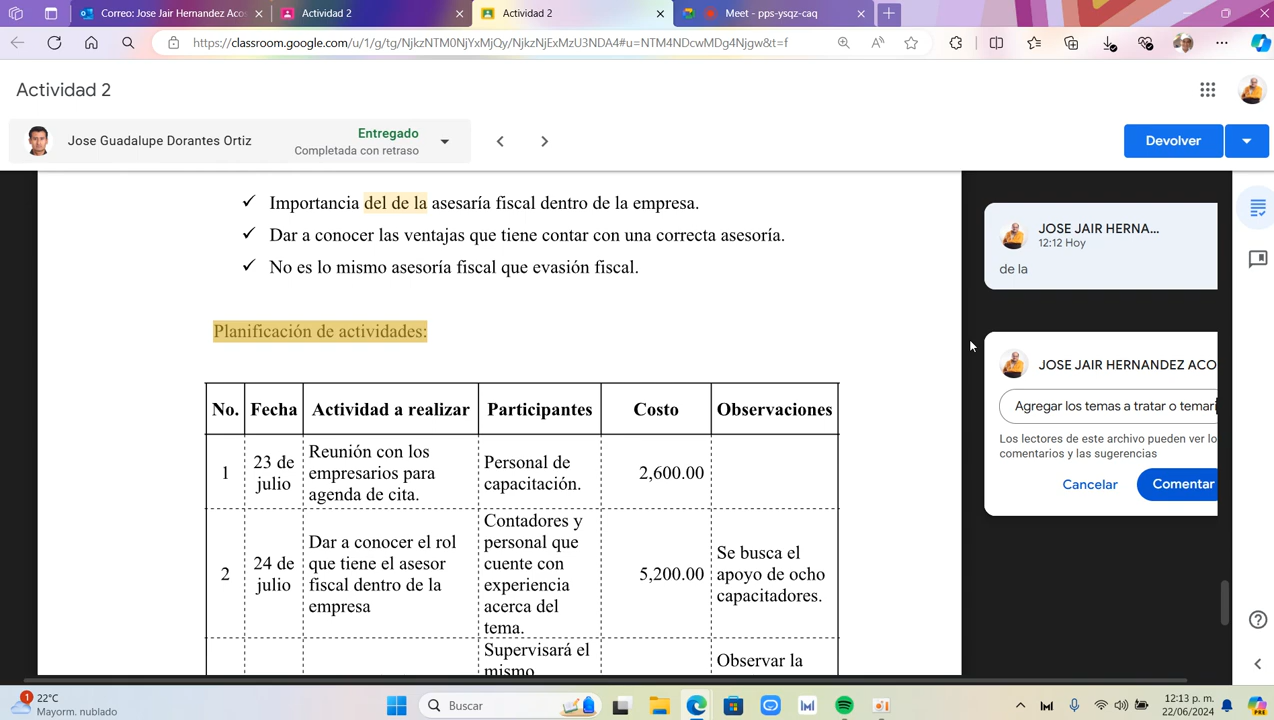 Correo: Jose Jair Hernandez Acos
Actividad 2
Actividad 2
Meet - pps-ysqz-caq
https://classroom.google.com/u/1/g/tg/NjkzNTM0NjYxMjQy/NjkzNjExMzU3NDA4#u=NTM4NDcwMDg4Njgw&t=f
Actividad 2
Jose Guadalupe Dorantes Ortiz
Entregado
Completada con retraso
Devolver
✓ Importancia del de la asesaría fiscal dentro de la empresa.
✓ Dar a conocer las ventajas que tiene contar con una correcta asesoría.
✓ No es lo mismo asesoría fiscal que evasión fiscal.
Planificación de actividades:
No. Fecha Actividad a realizar Participantes Costo Observaciones
1
23 de
julio
Reunión con los
empresarios para
agenda de cita.
Personal de
capacitación.
2,600.00
2
24 de
julio
Dar a conocer el rol
que tiene el asesor
fiscal dentro de la
empresa
Contadores y
personal que
cuente con
experiencia
acerca del
tema.
5,200.00
Se busca el
apoyo de ocho
capacitadores.
Supervisará el
mismo
Observar la
JOSE JAIR HERNA...
12:12 Hoy
de la
JOSE JAIR HERNANDEZ ACO
Agregar los temas a tratar o temari
Los lectores de este archivo pueden ver lo
comentarios y las sugerencias
Cancelar
Comentar
1
22°C
Mayorm. nublado
Buscar
12:13 p. m.
22/06/2024